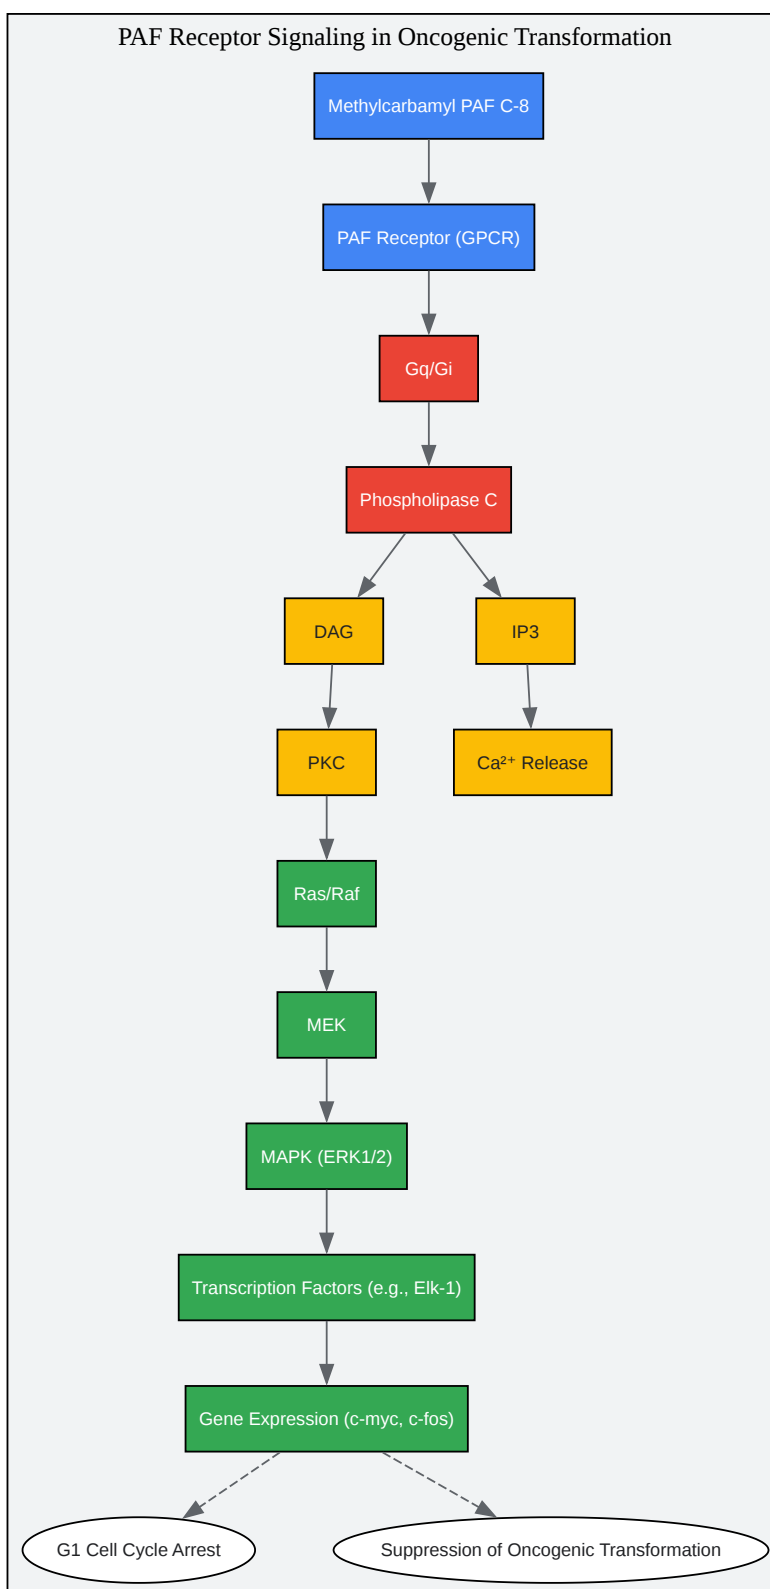 PAF Receptor Signaling in Oncogenic Transformation
Methylcarbamyl PAF C-8
PAF Receptor (GPCR)
Gq/Gi
Phospholipase C
DAG
IP3
PKC
Ca²⁺ Release
Ras/Raf
MEK
MAPK (ERK1/2)
Transcription Factors (e.g., Elk-1)
Gene Expression (c-myc, c-fos)
G1 Cell Cycle Arrest
Suppression of Oncogenic Transformation